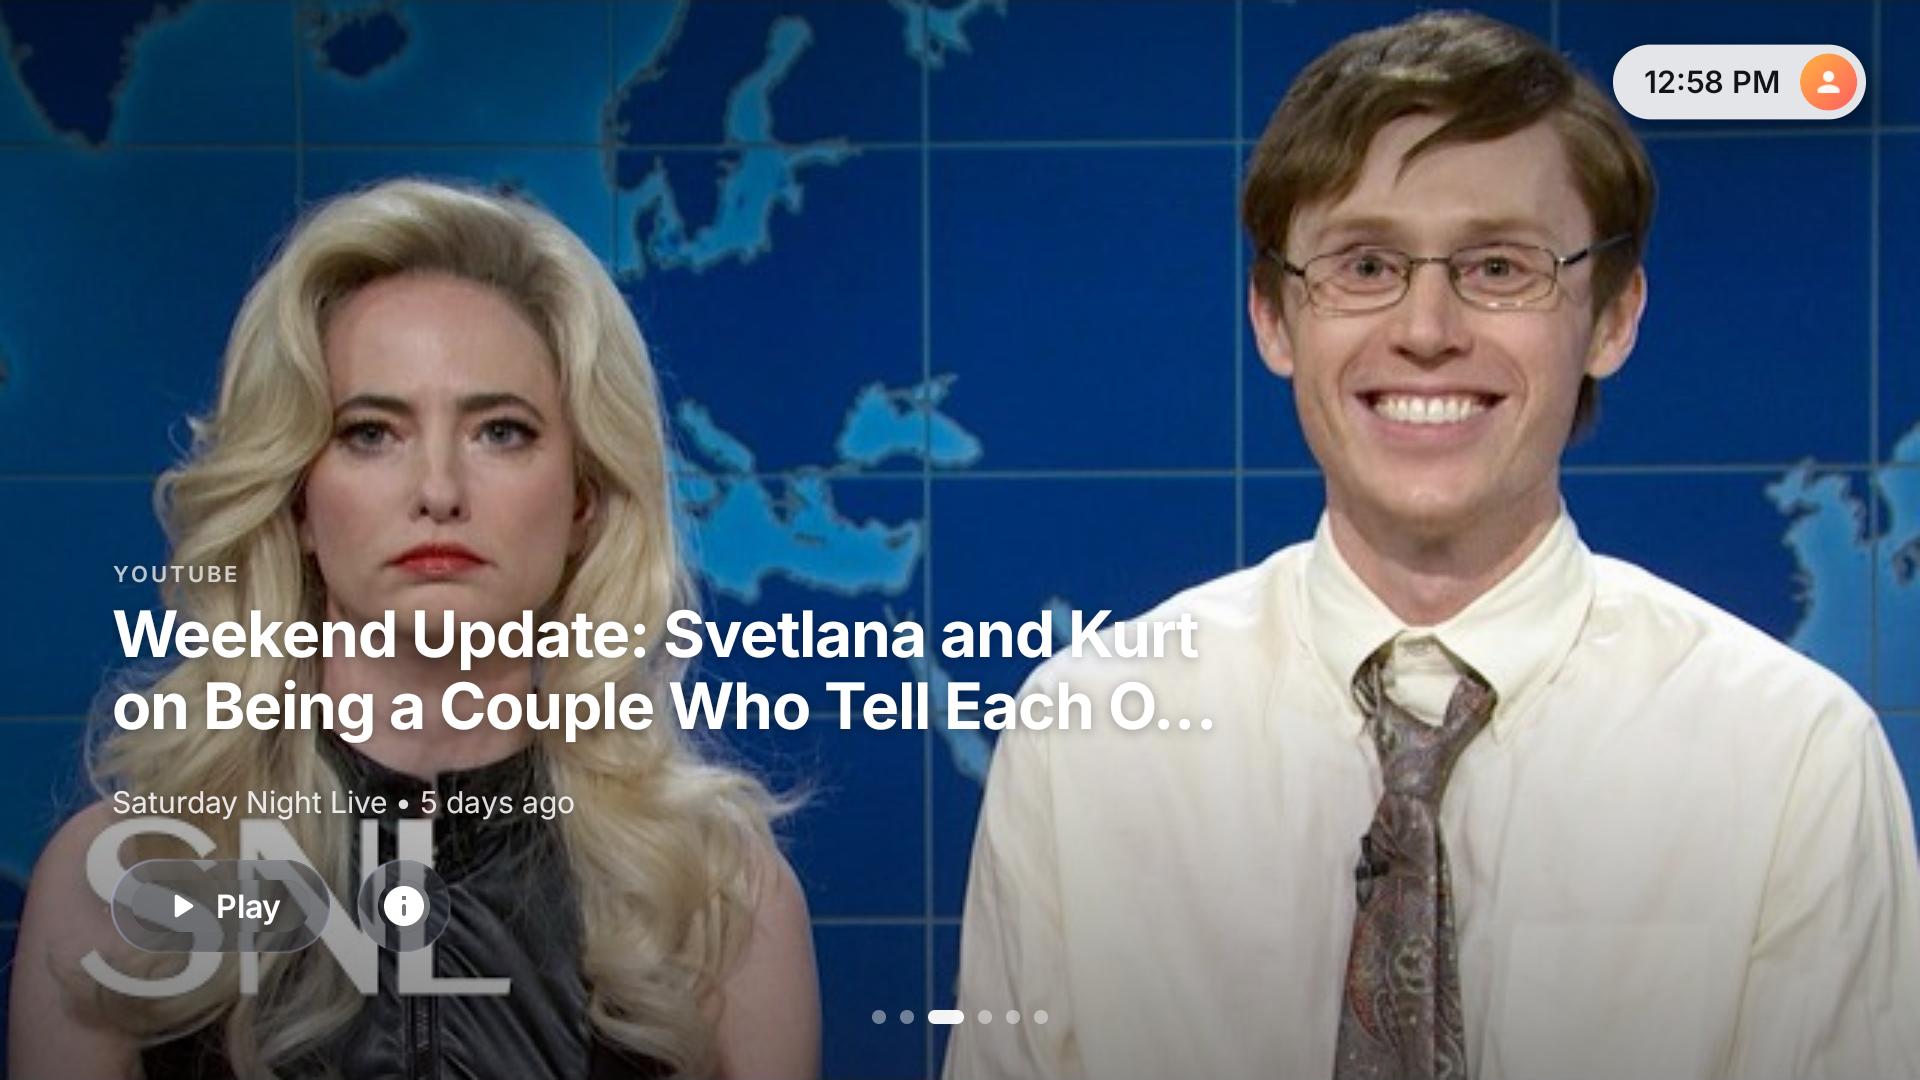 12:58 PM
YOUTUBE
Weekend Update: Svetlana and Kurt
on Being a Couple Who Tell Each O...
Saturday Night Live • 5 days ago
SNL
Play